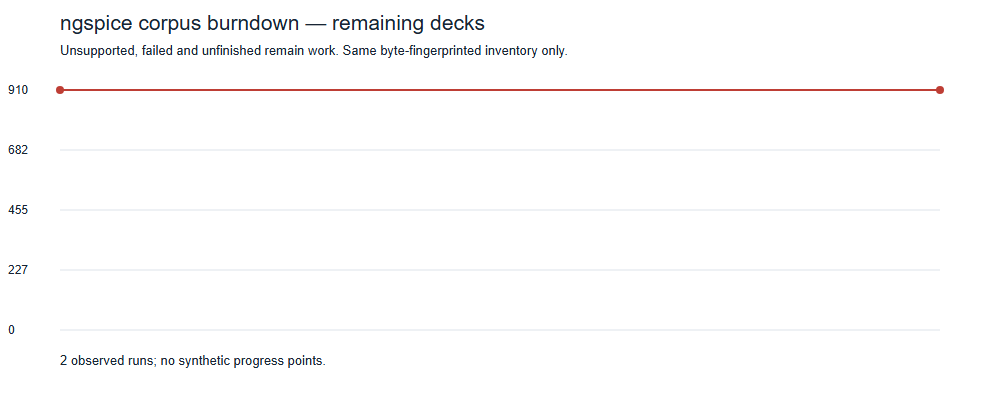 ngspice corpus burndown — remaining decks
Unsupported, failed and unfinished remain work. Same byte-fingerprinted inventory only.
910
682
455
227
0
2 observed runs; no synthetic progress points.